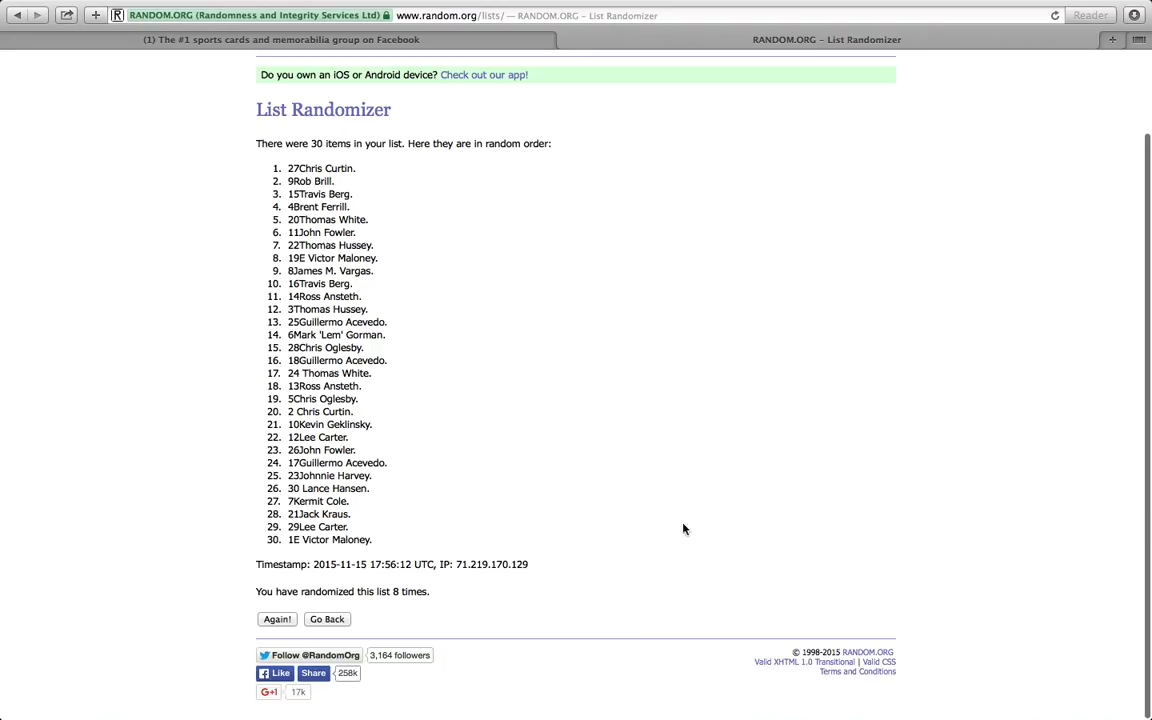 RANDOM.ORG (Randomness and Integrity Services Ltd) www.random.org/lists/ — RANDOM.ORG - List Randomizer Reader
(1) The #1 sports cards and memorabilia group on Facebook
RANDOM.ORG - List Randomizer
Do you own an iOS or Android device? Check out our app!
List Randomizer
There were 30 items in your list. Here they are in random order:
1. 27Chris Curtin.
2. 9Rob Brill.
3. 15Travis Berg.
4. 4Brent Ferrill.
5. 20Thomas White.
6. 11John Fowler.
7. 22Thomas Hussey.
8. 19E Victor Maloney.
9. 8James M. Vargas.
10. 16Travis Berg.
11. 14Ross Ansteth.
12. 3Thomas Hussey.
13. 25Guillermo Acevedo.
14. 6Mark 'Lem' Gorman.
15. 28Chris Oglesby.
16. 18Guillermo Acevedo.
17. 24 Thomas White.
18. 13Ross Ansteth.
19. 5Chris Oglesby.
20. 2 Chris Curtin.
21. 10Kevin Geklinsky.
22. 12Lee Carter.
23. 26John Fowler.
24. 17Guillermo Acevedo.
25. 23Johnnie Harvey.
26. 30 Lance Hansen.
27. 7Kermit Cole.
28. 21Jack Kraus.
29. 29Lee Carter.
30. 1E Victor Maloney.
Timestamp: 2015-11-15 17:56:12 UTC, IP: 71.219.170.129
You have randomized this list 8 times.
Again! Go Back
Follow @RandomOrg 3,164 followers
Like Share 258k
G+1 17k
© 1998-2015 RANDOM.ORG
Valid XHTML 1.0 Transitional | Valid CSS
Terms and Conditions